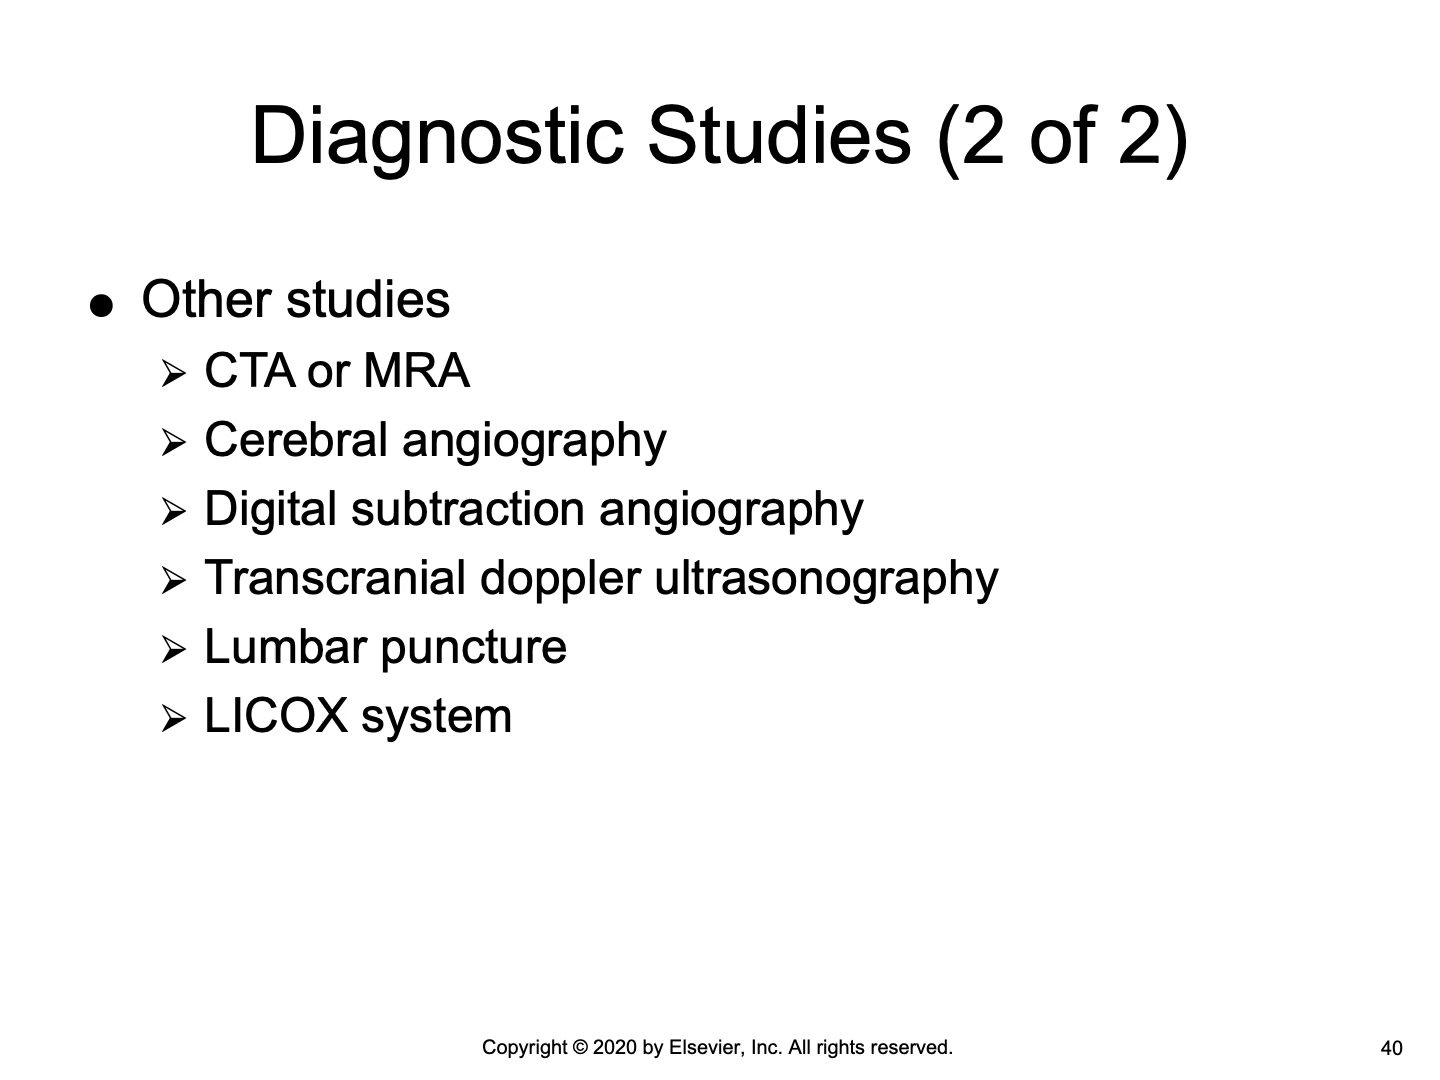 Diagnostic Studies (2 of 2)
● Other studies
➢ CTA or MRA
➢ Cerebral angiography
➢ Digital subtraction angiography
➢ Transcranial doppler ultrasonography
➢ Lumbar puncture
➢ LICOX system
Copyright © 2020 by Elsevier, Inc. All rights reserved.
40